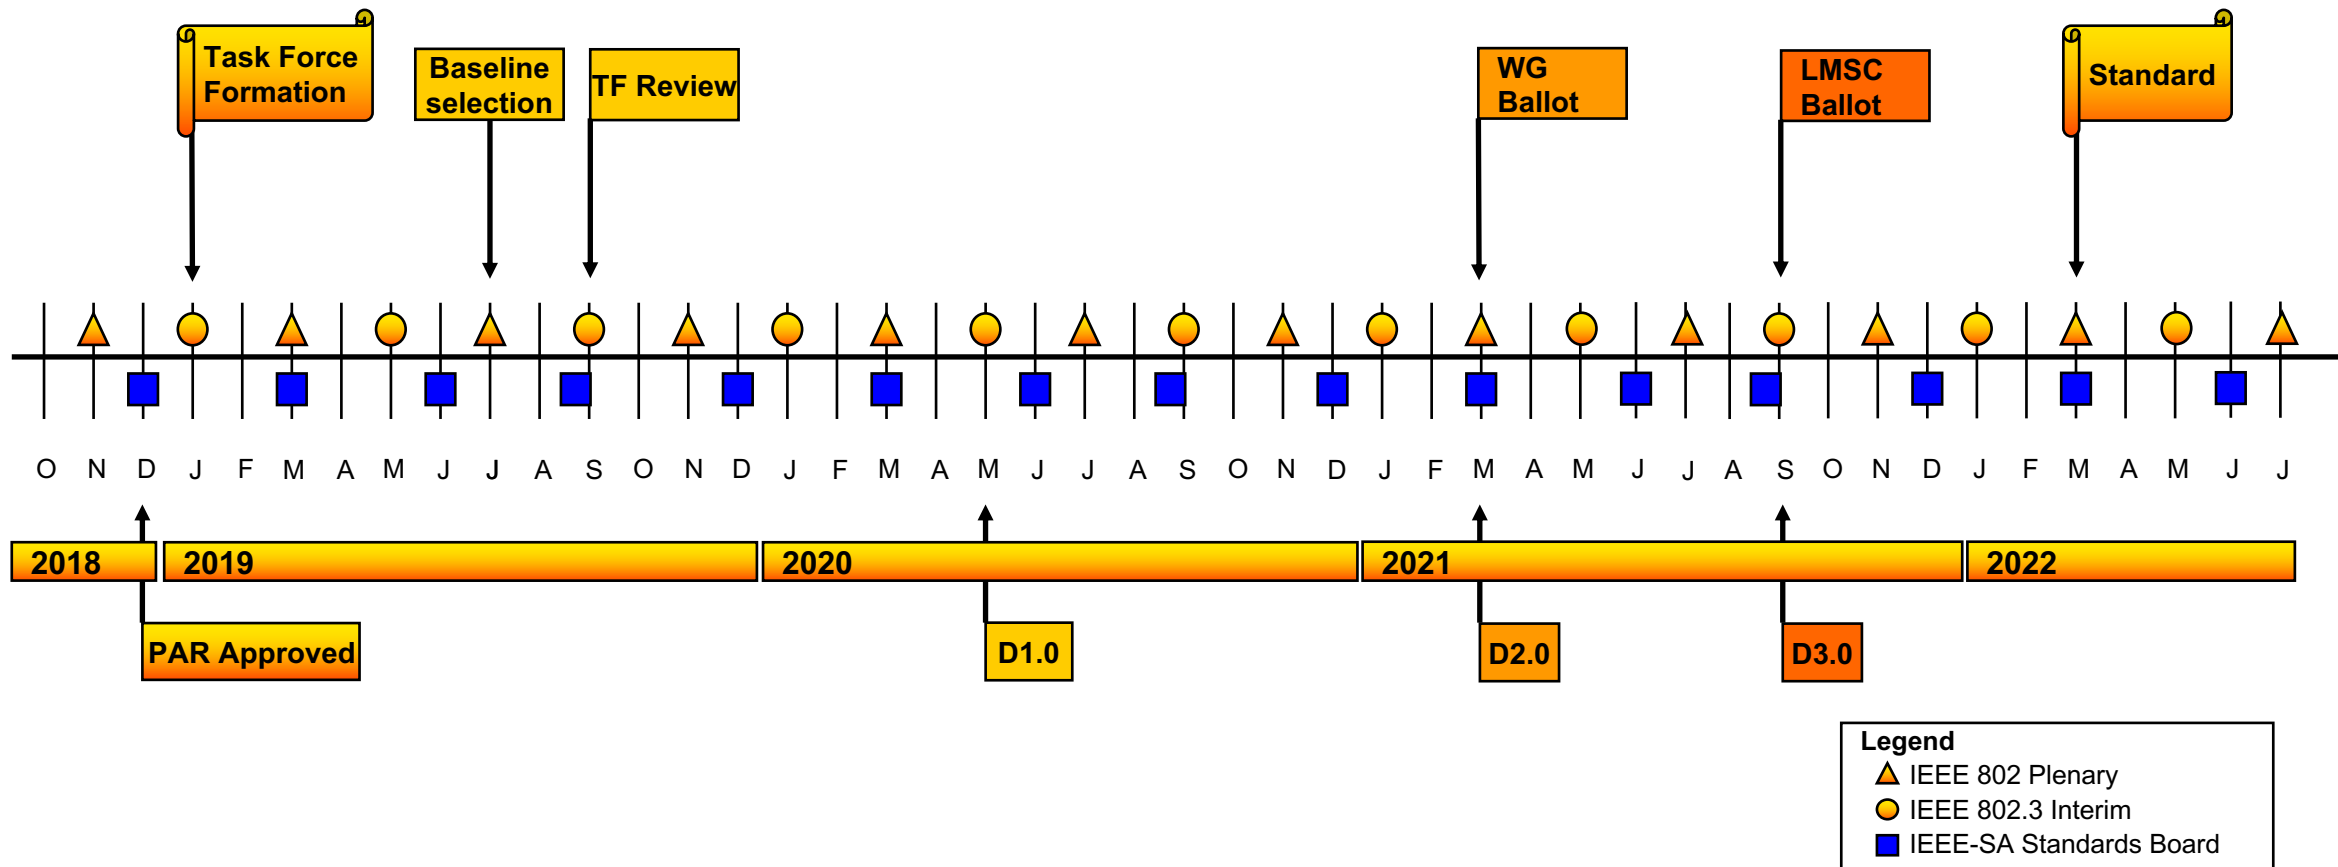 Task Force
Formation
Baseline
selection
TF Review
WG
Ballot
LMSC
Ballot
Standard
O N D J F M A M J J A S O N D J F M A M J J A S O N D J F M A M J J A S O N D J F M A M J J
2018 2019 2020 2021 2022
PAR Approved D1.0 D2.0 D3.0
Legend
IEEE 802 Plenary
IEEE 802.3 Interim
IEEE-SA Standards Board